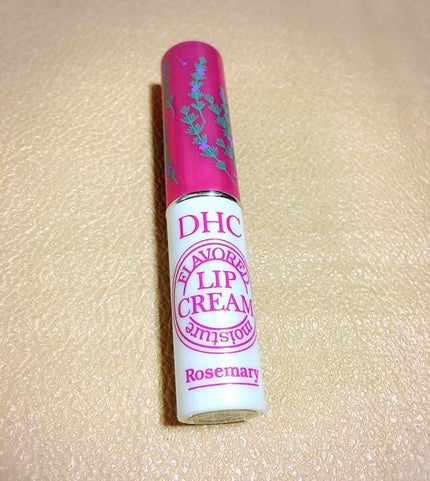 DHC
FLAVORED
LIP
CREAM
moisture
Rosemary